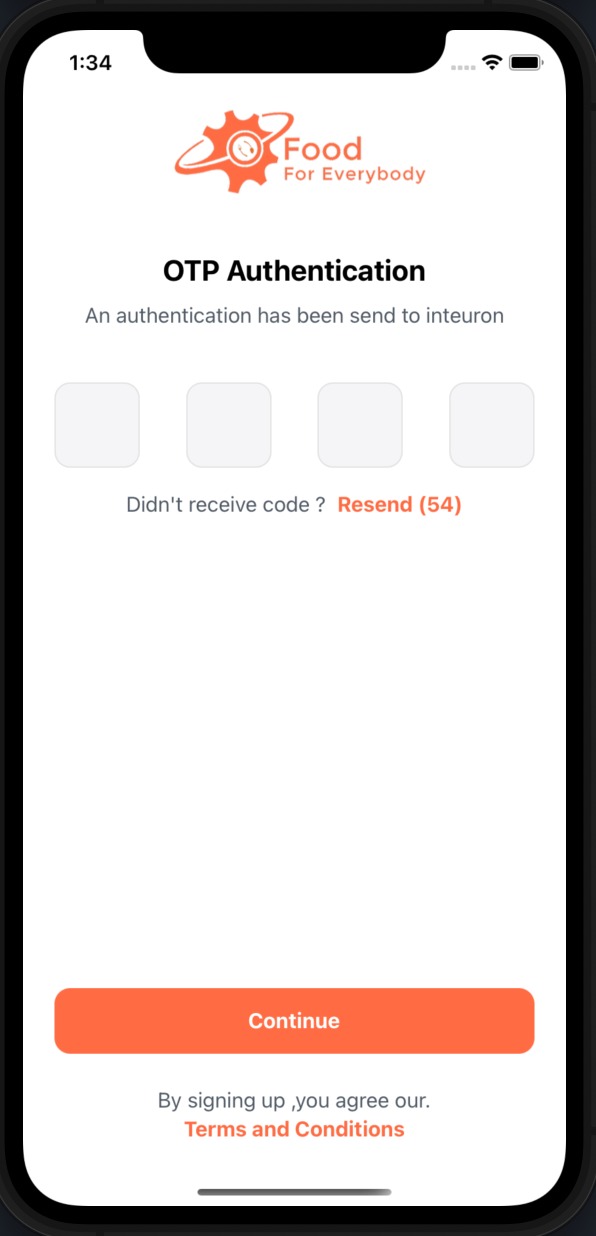 1:34
Food
For Everybody
OTP Authentication
An authentication has been send to inteuron
Didn't receive code ? Resend (54)
Continue
By signing up ,you agree our.
Terms and Conditions